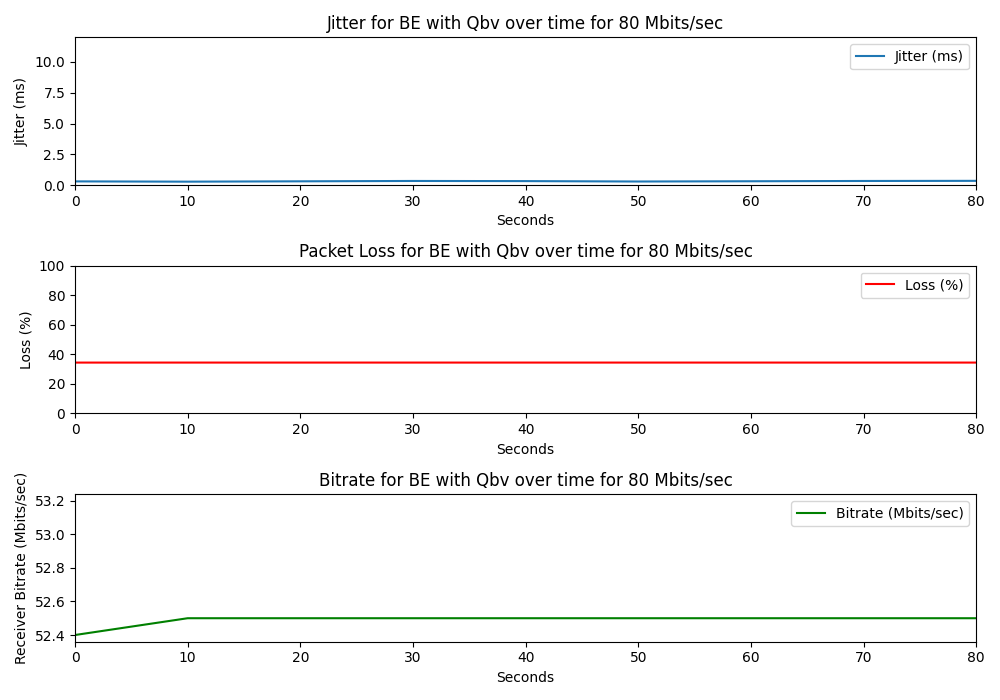 Jitter for BE with Qbv over time for 80 Mbits/sec
Jitter (ms)
10.0
7.5
5.0
2.5
0.0
Jitter (ms)
0 10 20 30 40 50 60 70 80
Seconds
Packet Loss for BE with Qbv over time for 80 Mbits/sec
Loss (%)
100
80
60
40
20
0
Loss (%)
0 10 20 30 40 50 60 70 80
Seconds
Bitrate for BE with Qbv over time for 80 Mbits/sec
Receiver Bitrate (Mbits/sec)
53.2
53.0
52.8
52.6
52.4
Bitrate (Mbits/sec)
0 10 20 30 40 50 60 70 80
Seconds